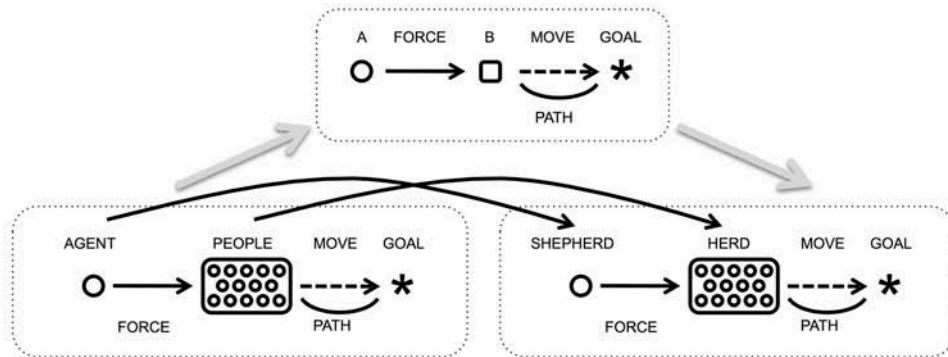 A FORCE B MOVE GOAL
PATH
AGENT PEOPLE MOVE GOAL
FORCE PATH
SHEPHERD HERD MOVE GOAL
FORCE PATH